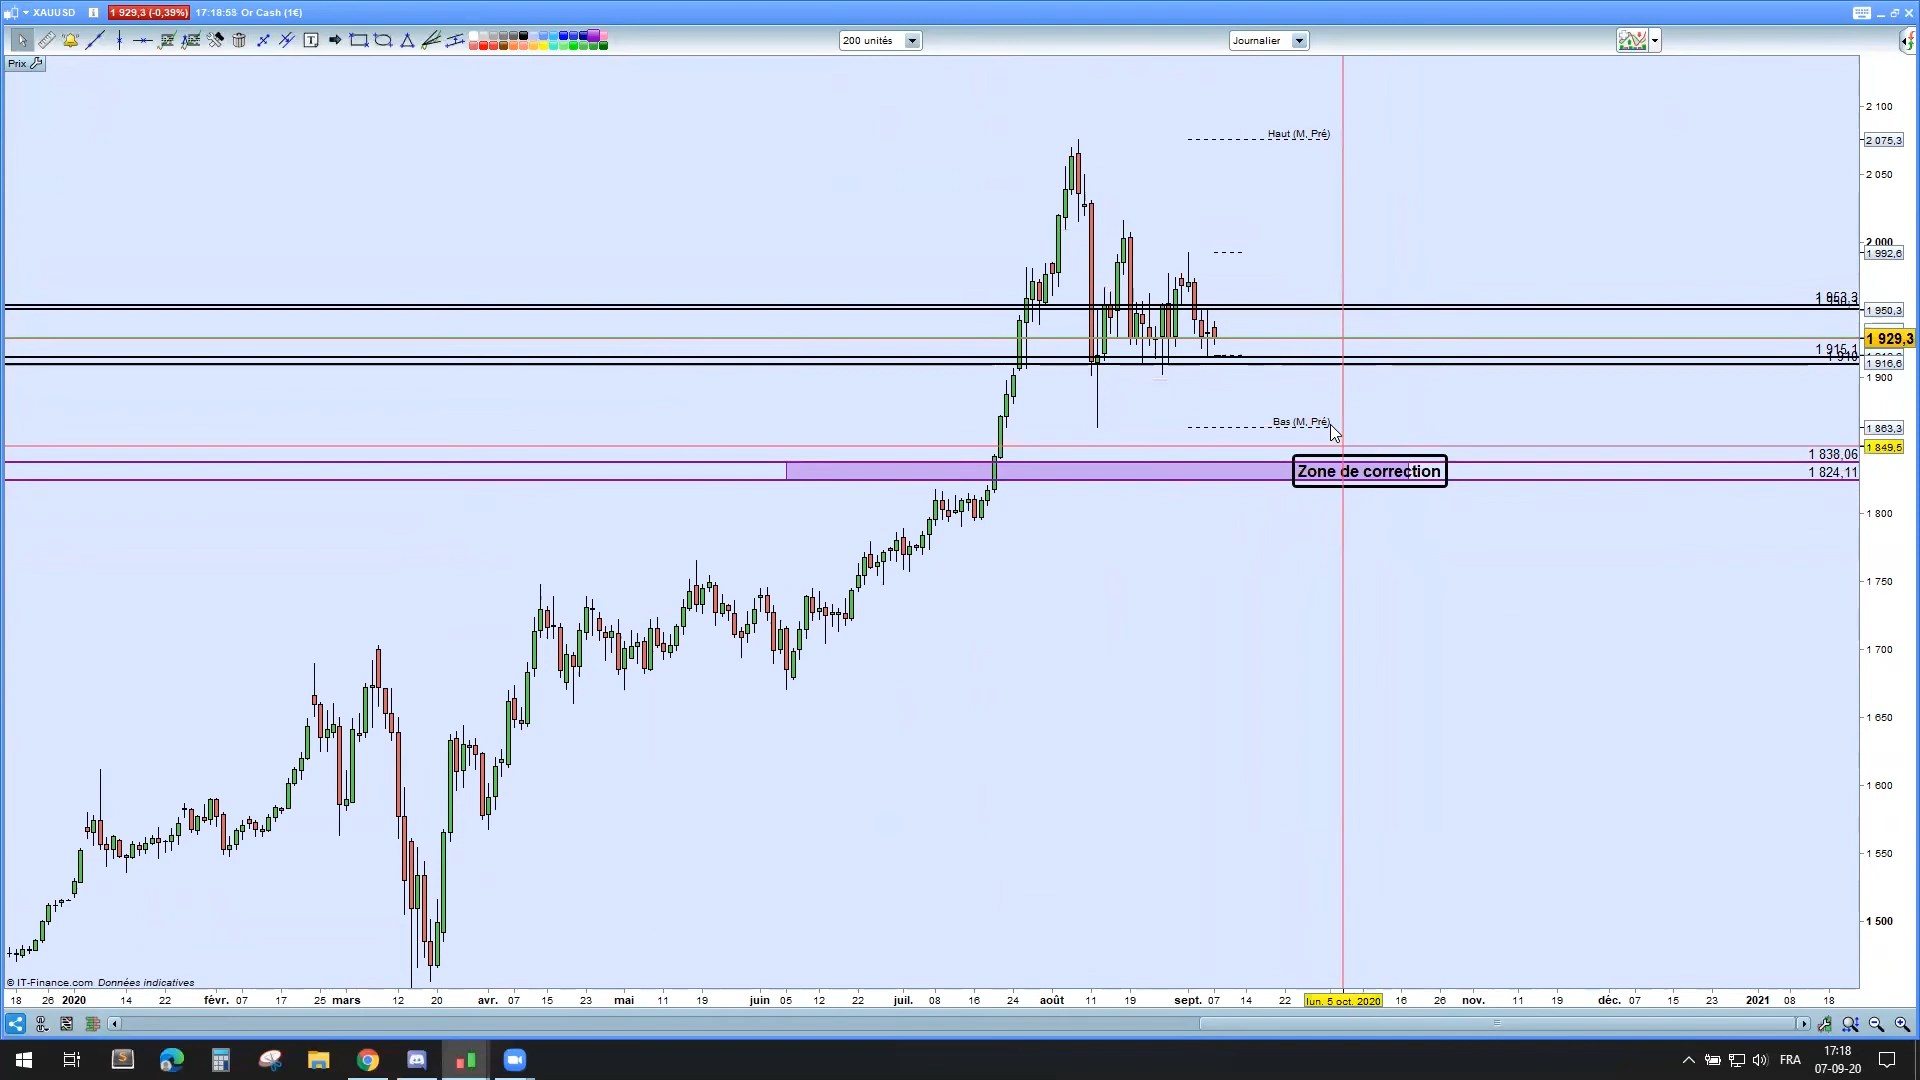 XAUUSD 1 929,3 (-0,39%) 17:18:58 Or Cash (1€)
200 unités
Journalier
Prix
Haut (M, Pré)
Bas (M, Pré)
Zone de correction
2 100
2 075,3
2 050
2 000
1 992,6
1 953,3
1 950,3
1 929,3
1 915,1
1 910
1 916,6
1 900
1 863,3
1 849,5
1 838,06
1 824,11
1 800
1 750
1 700
1 650
1 600
1 550
1 500
© IT-Finance.com Données indicatives
18 26 2020 14 22 févr. 07 17 25 mars 12 20 avr. 07 15 23 mai 11 19 juin 05 12 22 juil. 08 16 24 août 11 19 sept. 07 14 22 lun. 5 oct. 2020 16 26 nov. 11 19 déc. 07 15 23 2021 08 18
FRA
17:18
07-09-20